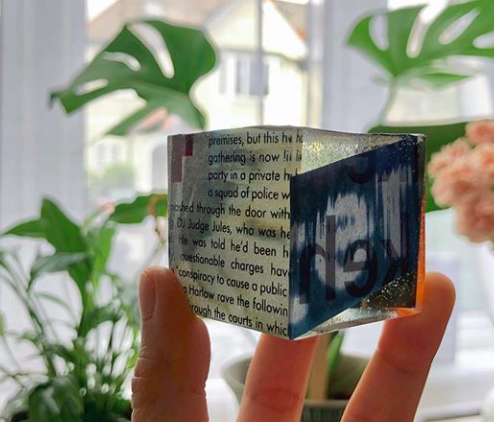 premises, but this
gathering is now
party in a private
a squad of police
through the door with
DJ Judge Jules, who was he
He was told he'd been h
questionable charges hav
conspiracy to cause a public
Harlow rave the followin
rough the courts in whic